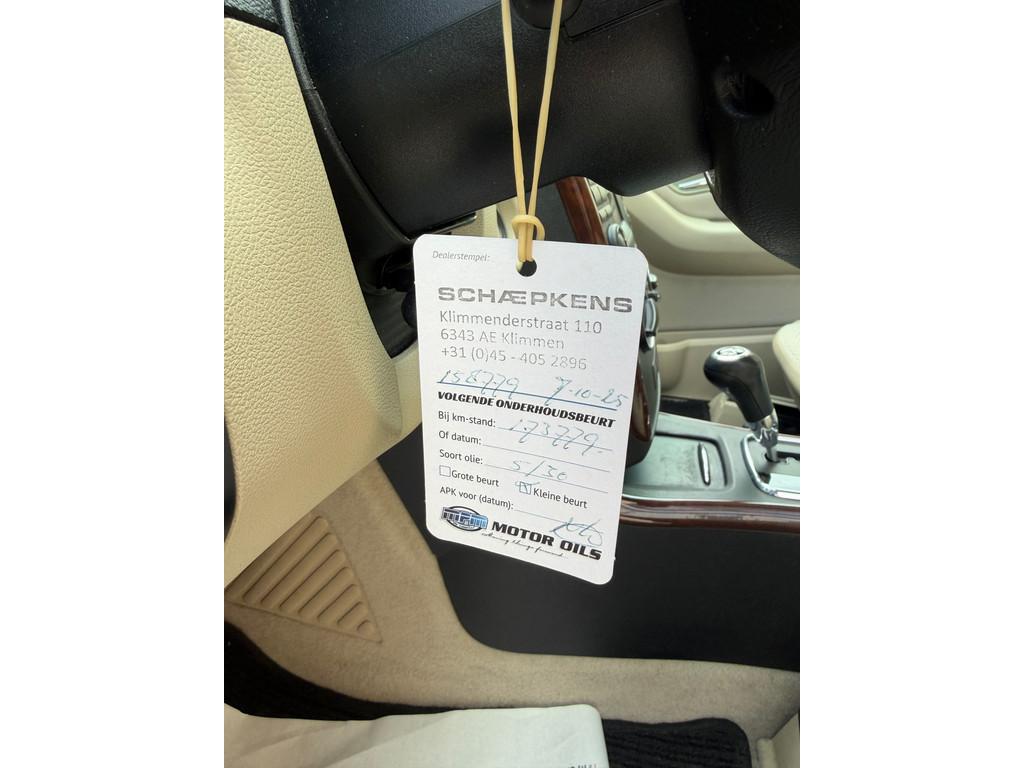 Dealerstempel:
SCHÆPKENS
Klimmenderstraat 110
6343 AE Klimmen
+31 (0)45 - 405 2896
158779 7-10-25
VOLGENDE ONDERHOUDSBEURT
Bij km-stand: 173779.
Of datum:
Soort olie: 5/30
Grote beurt Kleine beurt
APK voor (datum):
MOTOR OILS